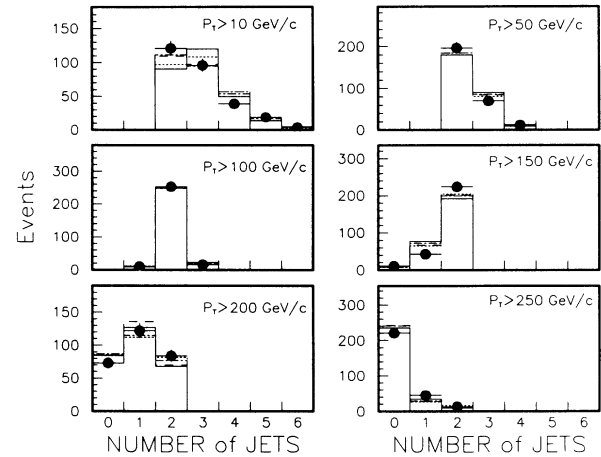 P_T>10 GeV/c
150
100
50
0
P_T>50 GeV/c
200
100
0
Events
P_T>100 GeV/c
300
200
100
0
P_T>150 GeV/c
300
200
100
0
P_T>200 GeV/c
150
100
50
0
0 1 2 3 4 5 6
NUMBER of JETS
P_T>250 GeV/c
300
200
100
0
0 1 2 3 4 5 6
NUMBER of JETS